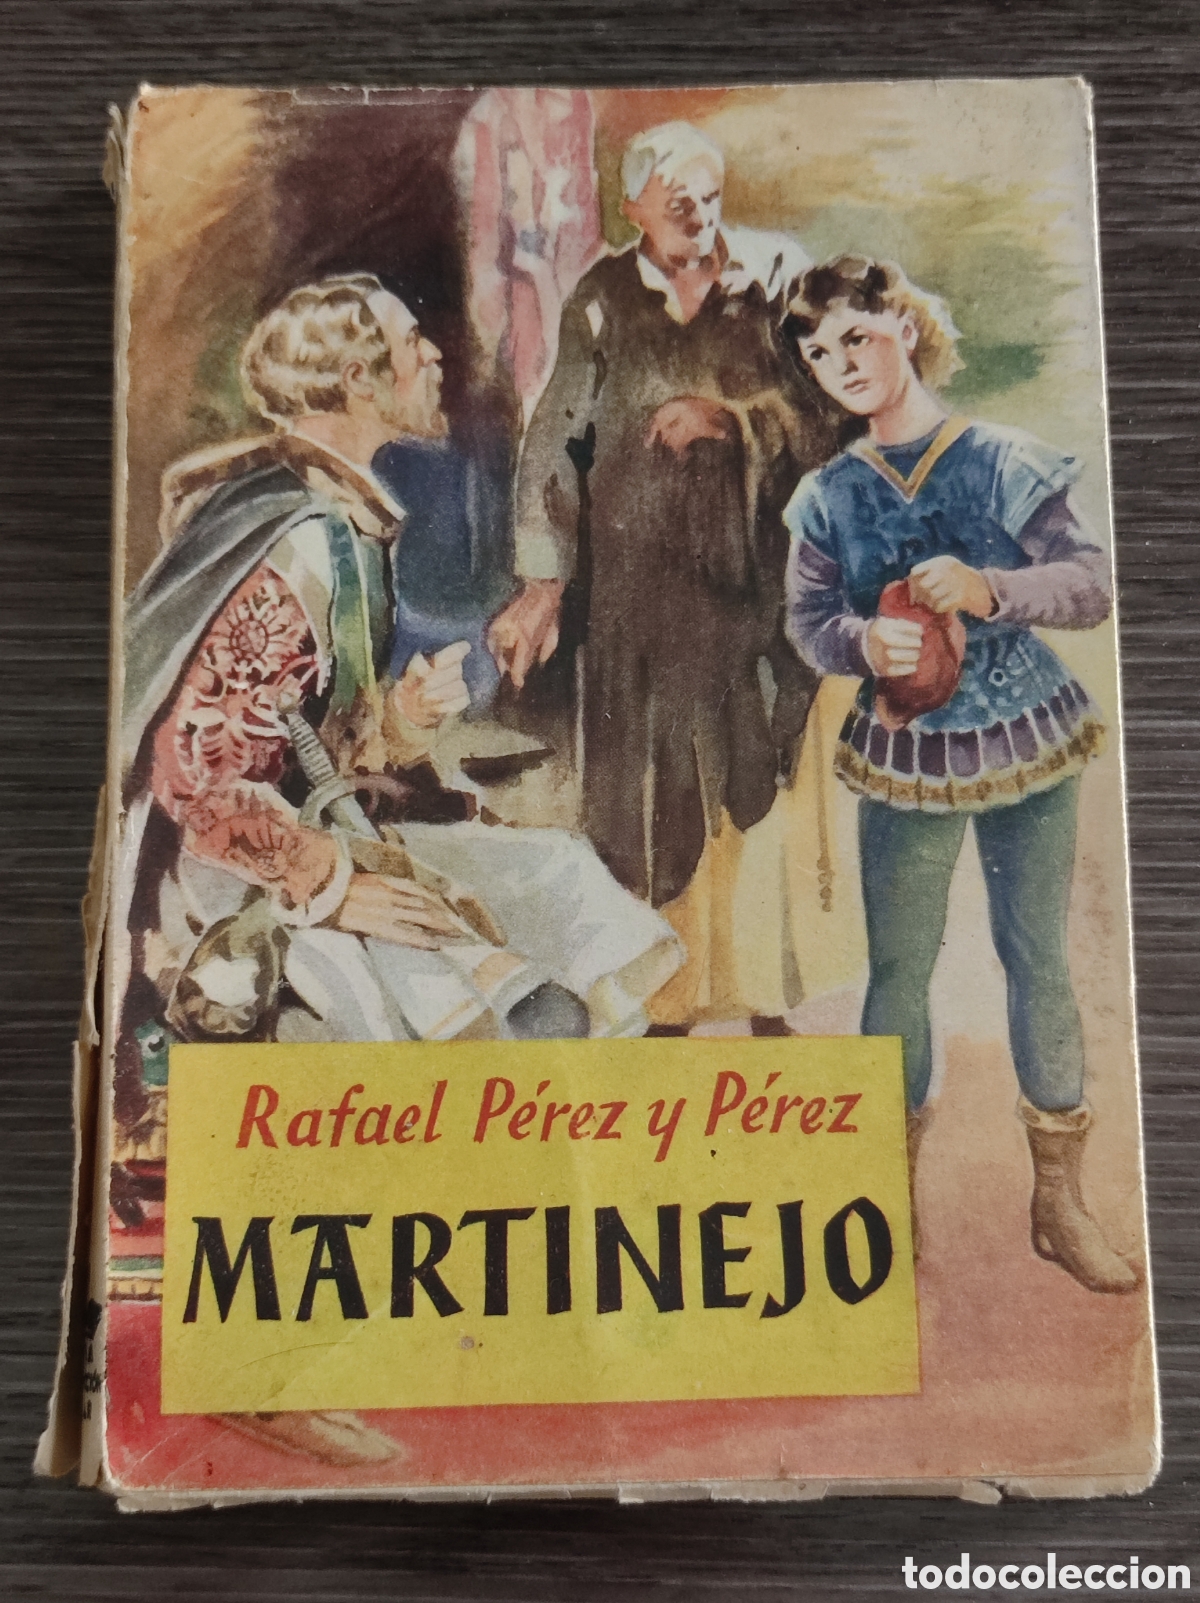 Rafael Pérez y Pérez
MARTINEJO
todocoleccion